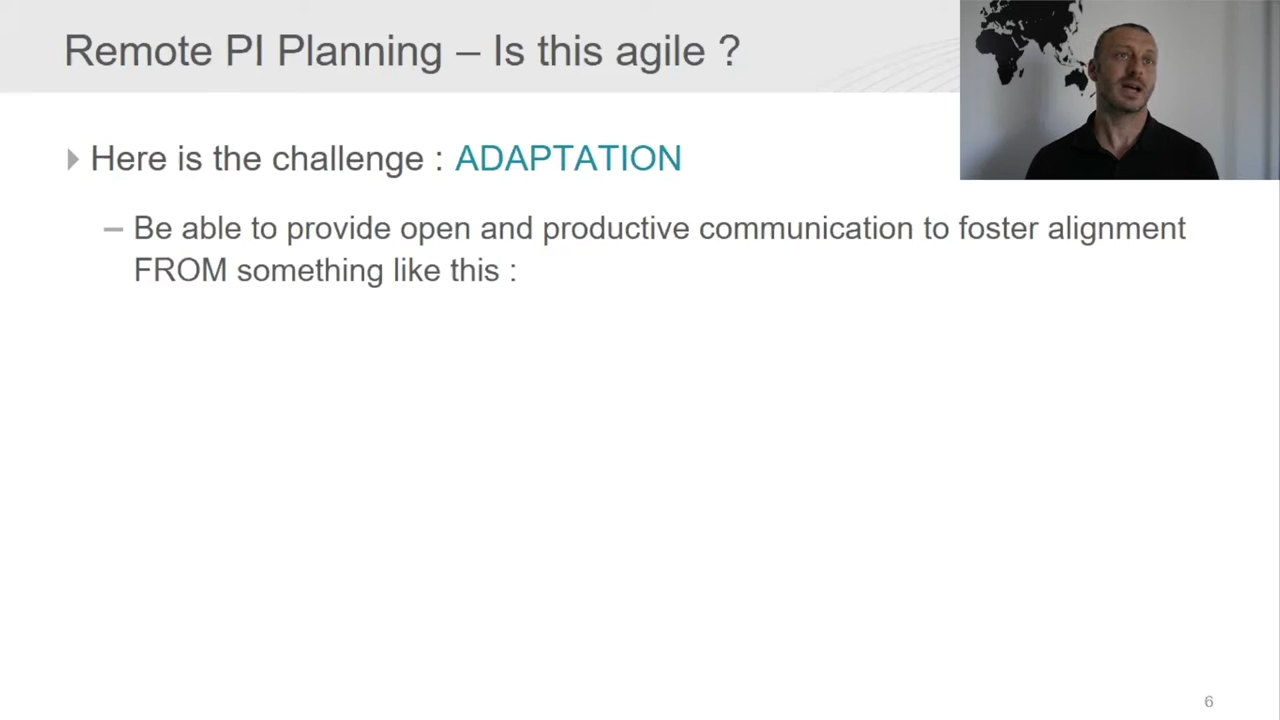 Remote PI Planning – Is this agile ?
Here is the challenge : ADAPTATION
– Be able to provide open and productive communication to foster alignment
FROM something like this :
6